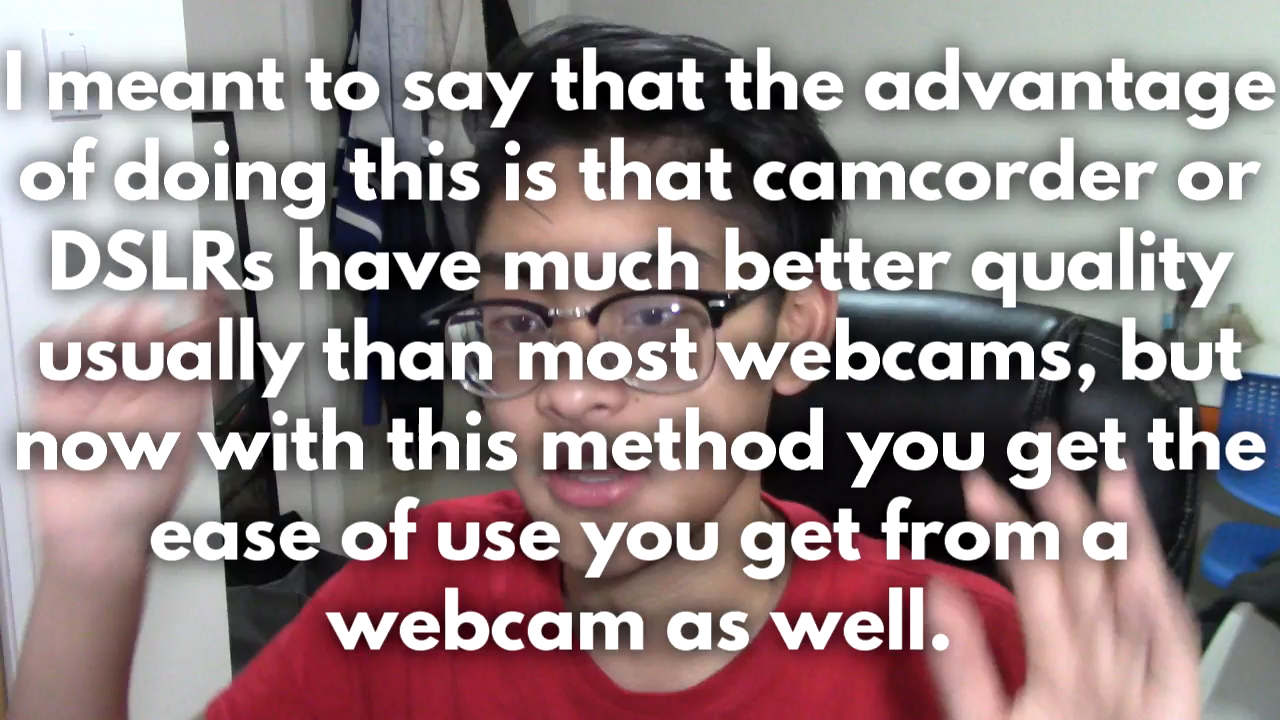 I meant to say that the advantage
of doing this is that camcorder or
DSLRs have much better quality
usually than most webcams, but
now with this method you get the
ease of use you get from a
webcam as well.